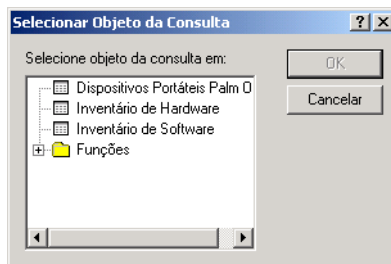 Selecionar Objeto da Consulta
Selecione objeto da consulta em:
Dispositivos Portáteis Palm O
Inventário de Hardware
Inventário de Software
Funções
OK
Cancelar